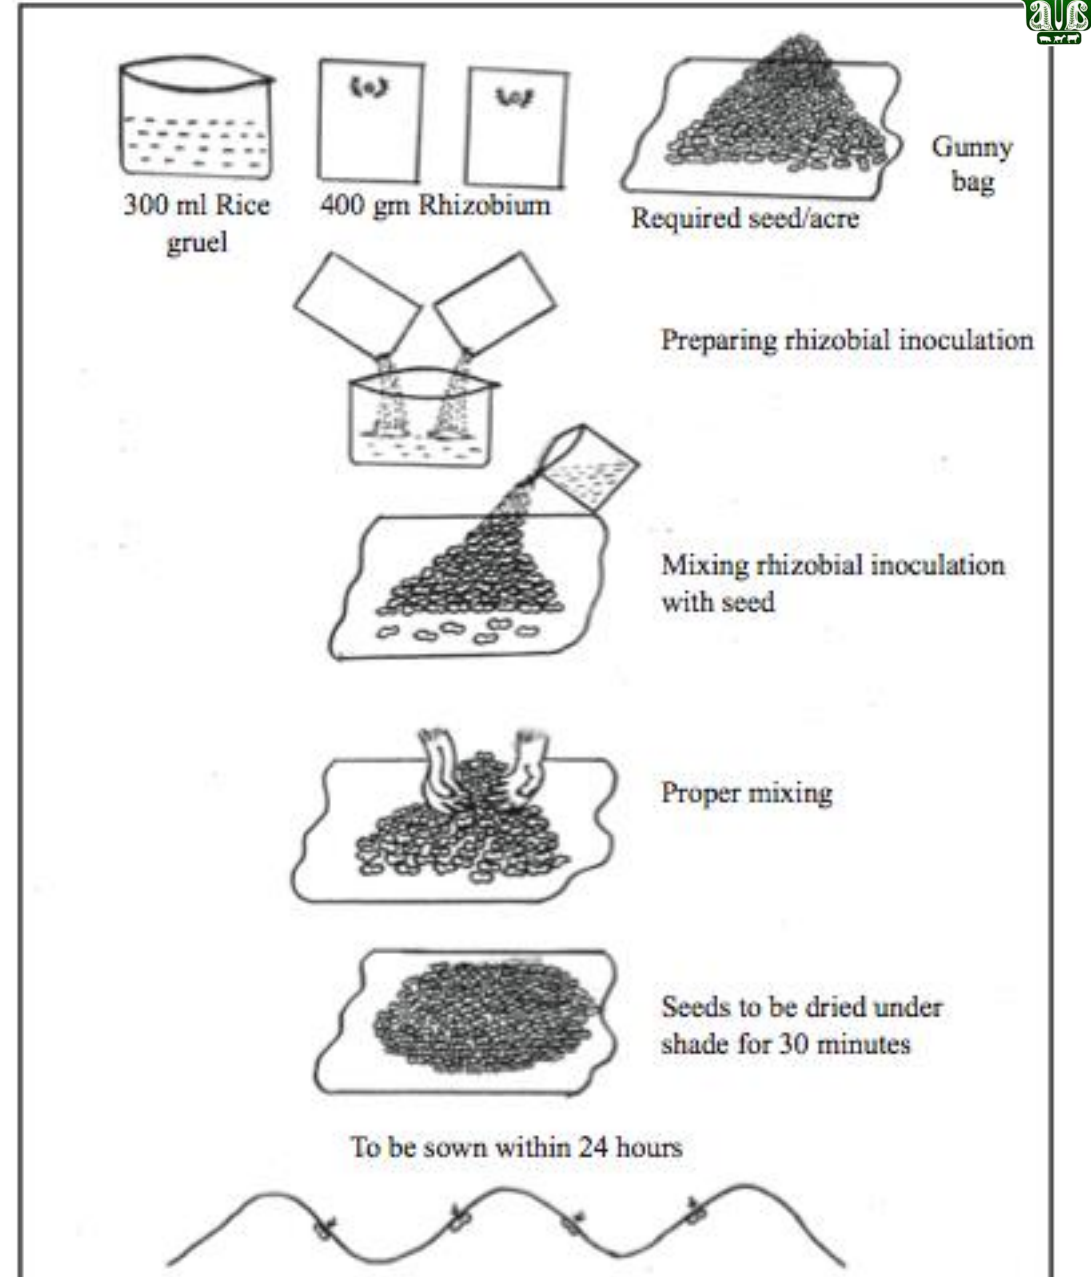 300 ml Rice
gruel
400 gm Rhizobium
Required seed/acre
Gunny
bag
Preparing rhizobial inoculation
Mixing rhizobial inoculation
with seed
Proper mixing
Seeds to be dried under
shade for 30 minutes
To be sown within 24 hours